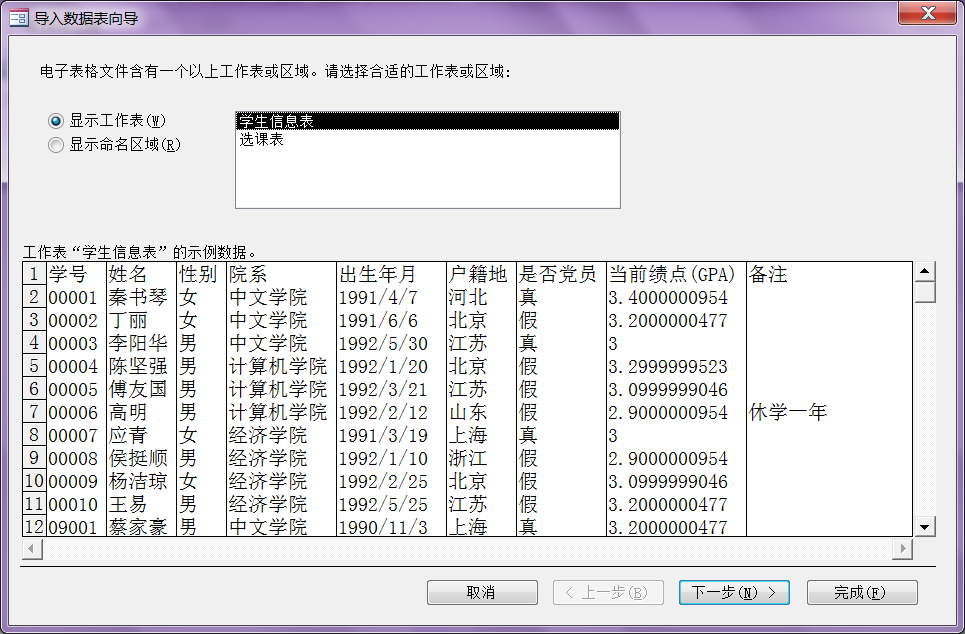 导入数据表向导
电子表格文件含有一个以上工作表或区域。请选择合适的工作表或区域:
显示工作表(W)
显示命名区域(R)
学生信息表
选课表
工作表“学生信息表”的示例数据。
1 学号 姓名 性别 院系 出生年月 户籍地 是否党员 当前绩点(GPA) 备注
2 00001 秦书琴 女 中文学院 1991/4/7 河北 真 3.4000000954
3 00002 丁丽 女 中文学院 1991/6/6 北京 假 3.2000000477
4 00003 李阳华 男 中文学院 1992/5/30 江苏 真 3
5 00004 陈坚强 男 计算机学院 1992/1/20 北京 假 3.2999999523
6 00005 傅友国 男 计算机学院 1992/3/21 江苏 假 3.0999999046
7 00006 高明 男 计算机学院 1992/2/12 山东 假 2.9000000954 休学一年
8 00007 应青 女 经济学院 1991/3/19 上海 真 3
9 00008 侯挺顺 男 经济学院 1992/1/10 浙江 假 2.9000000954
10 00009 杨洁琼 女 经济学院 1992/2/25 北京 假 3.0999999046
11 00010 王易 男 经济学院 1992/5/25 江苏 假 3.2000000477
12 09001 蔡家豪 男 中文学院 1990/11/3 上海 真 3.2000000477
取消 < 上一步(B) 下一步(N) > 完成(F)